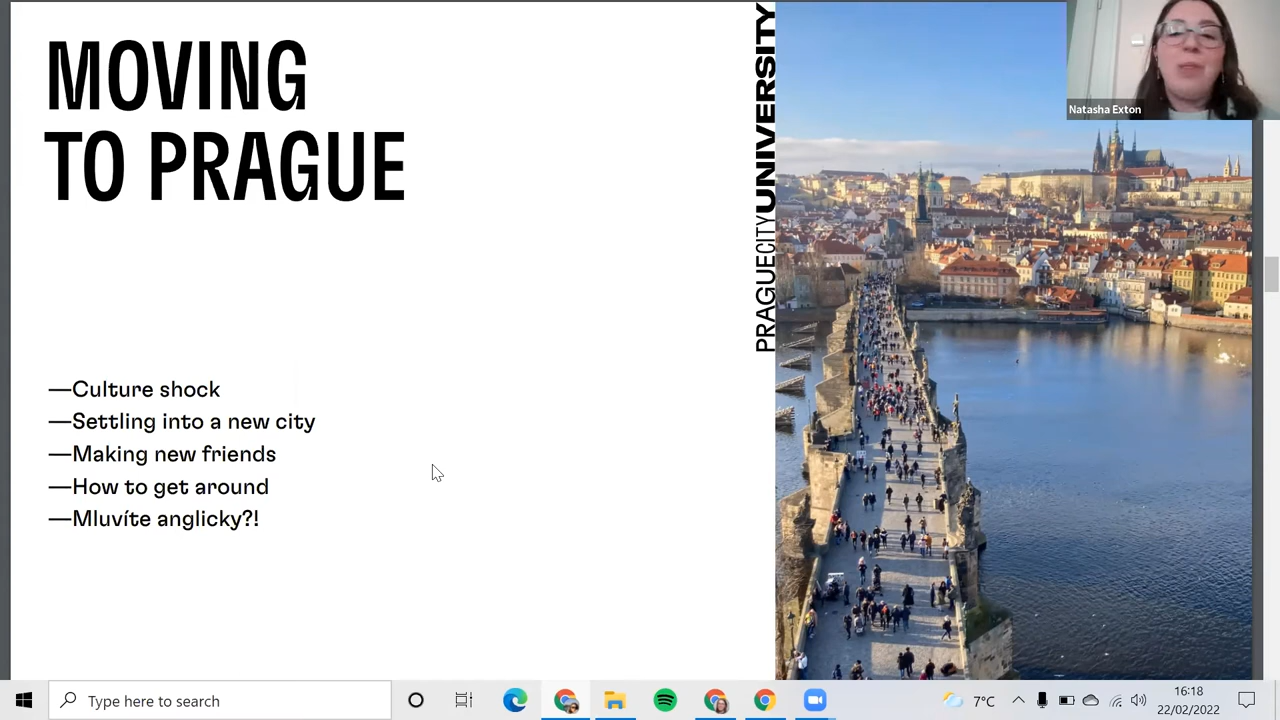 MOVING
TO PRAGUE
—Culture shock
—Settling into a new city
—Making new friends
—How to get around
—Mluvíte anglicky?!
PRAGUECITYUNIVERSITY
Natasha Exton
Type here to search
7°C
16:18
22/02/2022